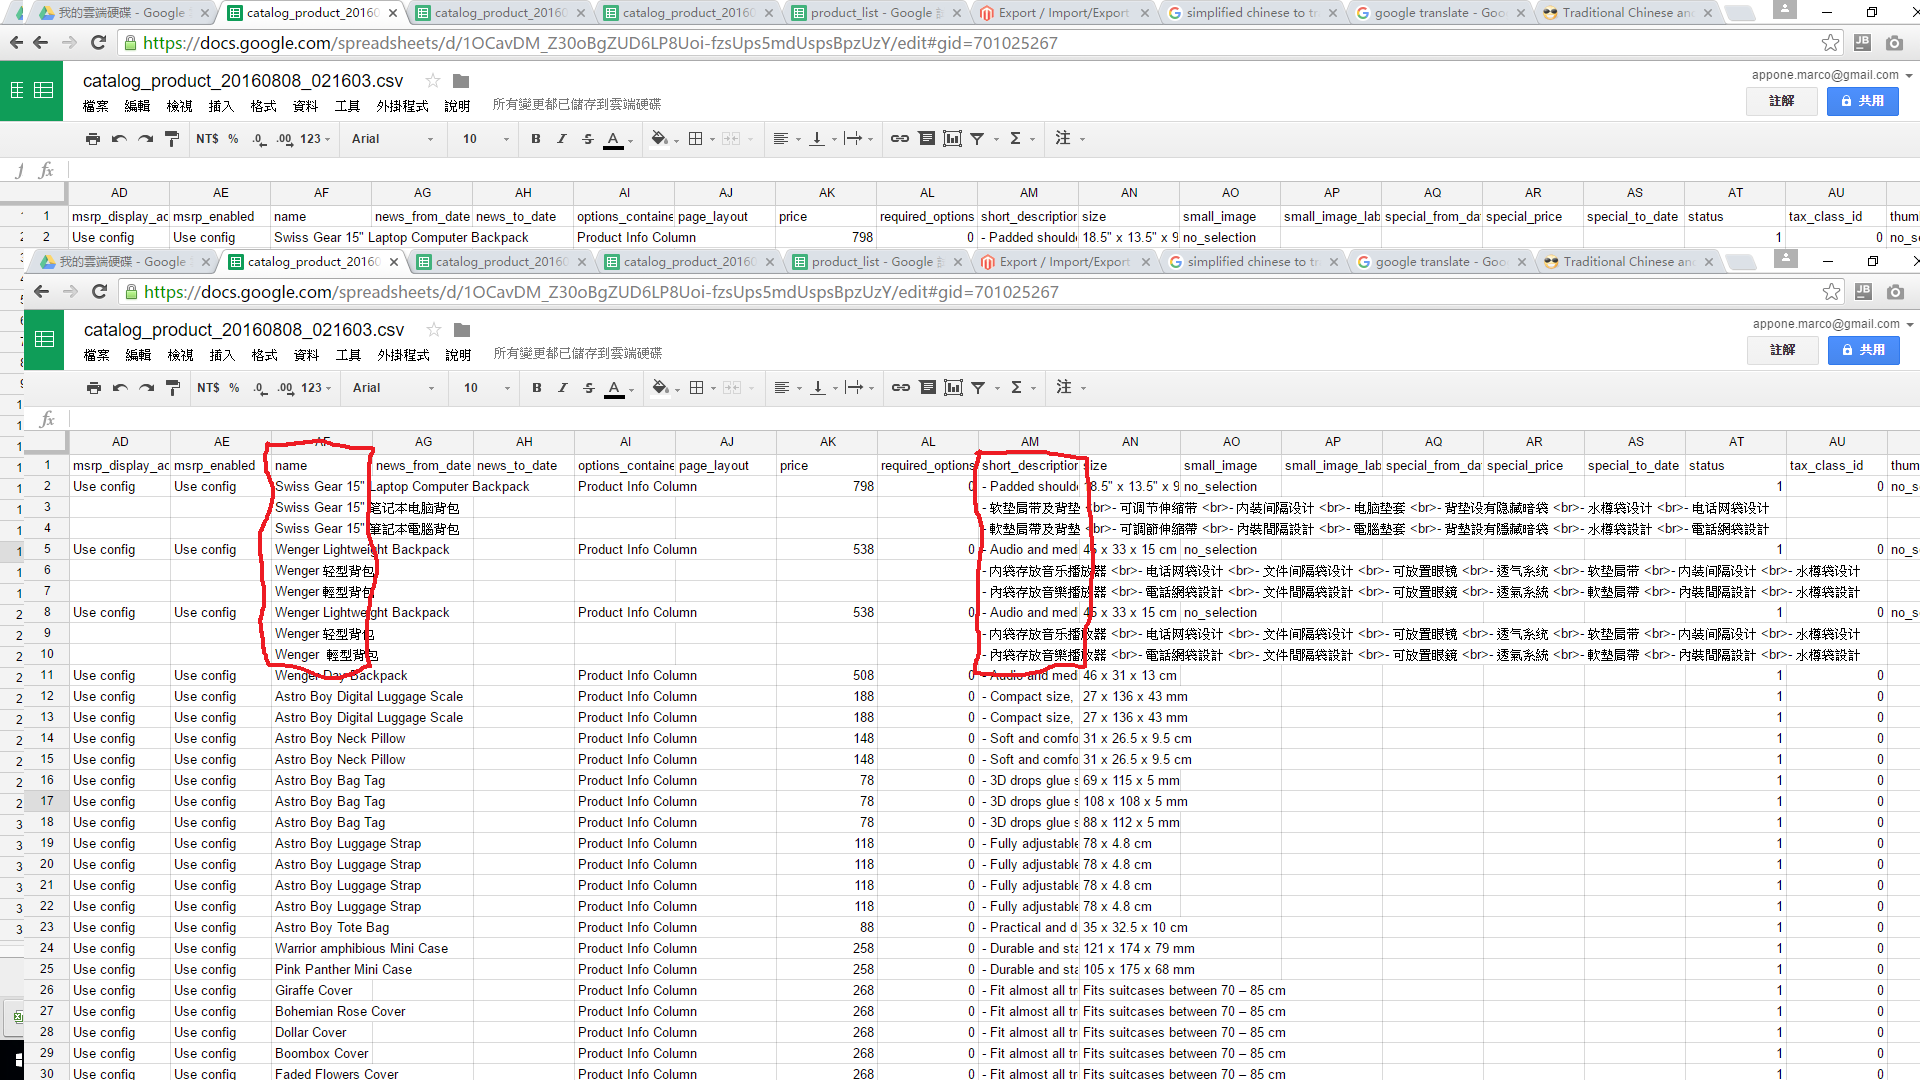 我的雲端硬碟 - Google catalog_product_20160 catalog_product_20160 catalog_product_20160 product_list - Google Export / Import/Export simplified chinese to tr google translate - Goo Traditional Chinese an
https://docs.google.com/spreadsheets/d/1OCavDM_Z30oBgZUD6LP8Uoi-fzsUps5mdUspsBpzUzY/edit#gid=701025267
catalog_product_20160808_021603.csv
appone.marco@gmail.com
檔案 編輯 檢視 插入 格式 資料 工具 外掛程式 說明 所有變更都已儲存到雲端硬碟
註解 共用
NT$ % .0 .00 123 Arial 10 B I S A Σ 注
fx
AD AE AF AG AH AI AJ AK AL AM AN AO AP AQ AR AS AT AU
1 msrp_display_ac msrp_enabled name news_from_date news_to_date options_containe page_layout price required_options short_description size small_image small_image_lab special_from_da special_price special_to_date status tax_class_id thum
2 Use config Use config Swiss Gear 15" Laptop Computer Backpack Product Info Column 798 0 - Padded shoulde 18.5" x 13.5" x 9 no_selection 1 0 no_s
我的雲端硬碟 - Google catalog_product_20160 catalog_product_20160 catalog_product_20160 product_list - Google Export / Import/Export simplified chinese to tr google translate - Goo Traditional Chinese an
https://docs.google.com/spreadsheets/d/1OCavDM_Z30oBgZUD6LP8Uoi-fzsUps5mdUspsBpzUzY/edit#gid=701025267
catalog_product_20160808_021603.csv
appone.marco@gmail.com
檔案 編輯 檢視 插入 格式 資料 工具 外掛程式 說明 所有變更都已儲存到雲端硬碟
註解 共用
NT$ % .0 .00 123 Arial 10 B I S A Σ 注
fx
AD AE AF AG AH AI AJ AK AL AM AN AO AP AQ AR AS AT AU
1 msrp_display_ac msrp_enabled name news_from_date news_to_date options_containe page_layout price required_options short_description size small_image small_image_lab special_from_da special_price special_to_date status tax_class_id thum
2 Use config Use config Swiss Gear 15" Laptop Computer Backpack Product Info Column 798 0 - Padded shoulde 18.5" x 13.5" x 9 no_selection 1 0 no_s
3 Swiss Gear 15" 笔记本电脑背包 - 软垫肩带及背垫 <br>- 可调节伸缩带 <br>- 内装间隔设计 <br>- 电脑垫套 <br>- 背垫设有隐藏暗袋 <br>- 水樽袋设计 <br>- 电话网袋设计
4 Swiss Gear 15" 筆記本電腦背包 - 軟墊肩帶及背墊 <br>- 可調節伸縮帶 <br>- 內裝間隔設計 <br>- 電腦墊套 <br>- 背墊設有隱藏暗袋 <br>- 水樽袋設計 <br>- 電話網袋設計
5 Use config Use config Wenger Lightweight Backpack Product Info Column 538 0 - Audio and med 45 x 33 x 15 cm no_selection 1 0 no_s
6 Wenger 轻型背包 - 内袋存放音乐播放器 <br>- 电话网袋设计 <br>- 文件间隔袋设计 <br>- 可放置眼镜 <br>- 透气系统 <br>- 软垫肩带 <br>- 内装间隔设计 <br>- 水樽袋设计
7 Wenger 輕型背包 - 內袋存放音樂播放器 <br>- 電話網袋設計 <br>- 文件間隔袋設計 <br>- 可放置眼鏡 <br>- 透氣系統 <br>- 軟墊肩帶 <br>- 內裝間隔設計 <br>- 水樽袋設計
8 Use config Use config Wenger Lightweight Backpack Product Info Column 538 0 - Audio and med 45 x 33 x 15 cm no_selection 1 0 no_s
9 Wenger 轻型背包 - 内袋存放音乐播放器 <br>- 电话网袋设计 <br>- 文件间隔袋设计 <br>- 可放置眼镜 <br>- 透气系统 <br>- 软垫肩带 <br>- 内装间隔设计 <br>- 水樽袋设计
10 Wenger 輕型背包 - 內袋存放音樂播放器 <br>- 電話網袋設計 <br>- 文件間隔袋設計 <br>- 可放置眼鏡 <br>- 透氣系統 <br>- 軟墊肩帶 <br>- 內裝間隔設計 <br>- 水樽袋設計
11 Use config Use config Wenger Day Backpack Product Info Column 508 0 - Audio and med 46 x 31 x 13 cm 1 0
12 Use config Use config Astro Boy Digital Luggage Scale Product Info Column 188 0 - Compact size, 27 x 136 x 43 mm 1 0
13 Use config Use config Astro Boy Digital Luggage Scale Product Info Column 188 0 - Compact size, 27 x 136 x 43 mm 1 0
14 Use config Use config Astro Boy Neck Pillow Product Info Column 148 0 - Soft and comfo 31 x 26.5 x 9.5 cm 1 0
15 Use config Use config Astro Boy Neck Pillow Product Info Column 148 0 - Soft and comfo 31 x 26.5 x 9.5 cm 1 0
16 Use config Use config Astro Boy Bag Tag Product Info Column 78 0 - 3D drops glue s 69 x 115 x 5 mm 1 0
17 Use config Use config Astro Boy Bag Tag Product Info Column 78 0 - 3D drops glue s 108 x 108 x 5 mm 1 0
18 Use config Use config Astro Boy Bag Tag Product Info Column 78 0 - 3D drops glue s 88 x 112 x 5 mm 1 0
19 Use config Use config Astro Boy Luggage Strap Product Info Column 118 0 - Fully adjustable 78 x 4.8 cm 1 0
20 Use config Use config Astro Boy Luggage Strap Product Info Column 118 0 - Fully adjustable 78 x 4.8 cm 1 0
21 Use config Use config Astro Boy Luggage Strap Product Info Column 118 0 - Fully adjustable 78 x 4.8 cm 1 0
22 Use config Use config Astro Boy Luggage Strap Product Info Column 118 0 - Fully adjustable 78 x 4.8 cm 1 0
23 Use config Use config Astro Boy Tote Bag Product Info Column 88 0 - Practical and d 35 x 32.5 x 10 cm 1 0
24 Use config Use config Warrior amphibious Mini Case Product Info Column 258 0 - Durable and sta 121 x 174 x 79 mm 1 0
25 Use config Use config Pink Panther Mini Case Product Info Column 258 0 - Durable and sta 105 x 175 x 68 mm 1 0
26 Use config Use config Giraffe Cover Product Info Column 268 0 - Fit almost all tr Fits suitcases between 70 – 85 cm 1 0
27 Use config Use config Bohemian Rose Cover Product Info Column 268 0 - Fit almost all tr Fits suitcases between 70 – 85 cm 1 0
28 Use config Use config Dollar Cover Product Info Column 268 0 - Fit almost all tr Fits suitcases between 70 – 85 cm 1 0
29 Use config Use config Boombox Cover Product Info Column 268 0 - Fit almost all tr Fits suitcases between 70 – 85 cm 1 0
30 Use config Use config Faded Flowers Cover Product Info Column 268 0 - Fit almost all tr Fits suitcases between 70 – 85 cm 1 0